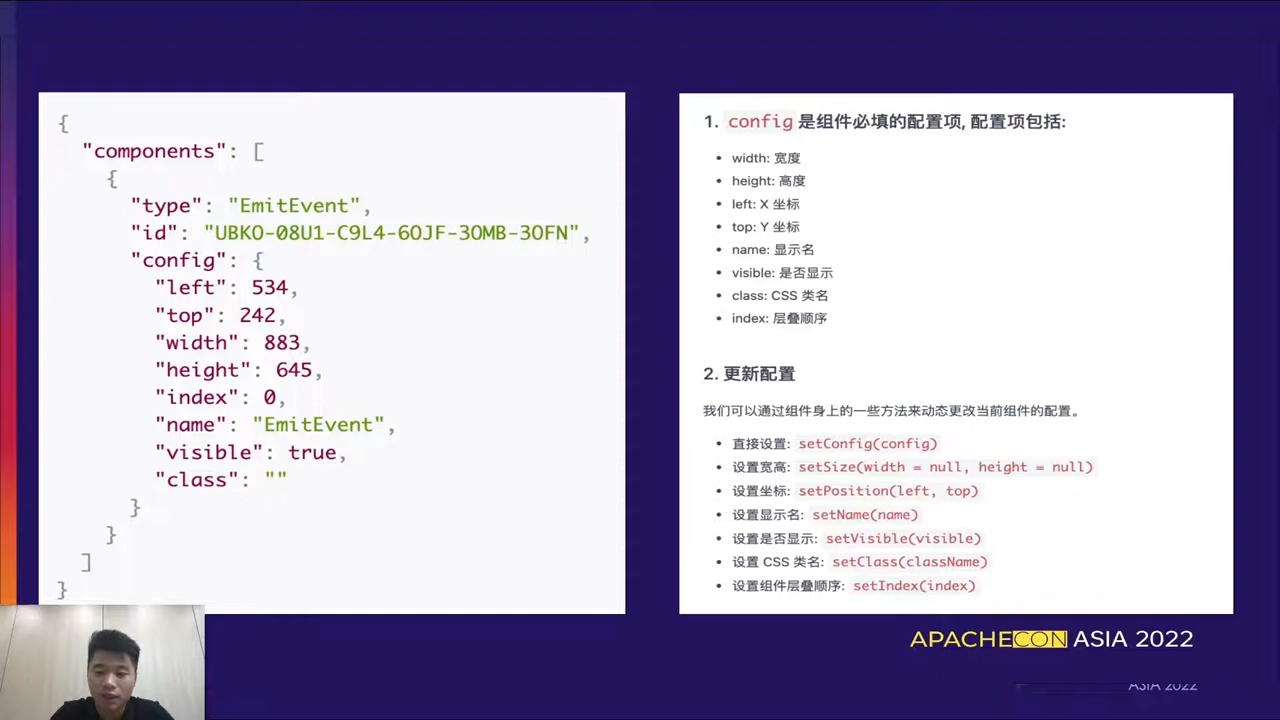 {
"components": [
{
"type": "EmitEvent",
"id": "UBKO-08U1-C9L4-6OJF-3OMB-3OFN",
"config": {
"left": 534,
"top": 242,
"width": 883,
"height": 645,
"index": 0,
"name": "EmitEvent",
"visible": true,
"class": ""
}
}
]
}
1. config 是组件必填的配置项, 配置项包括:
• width: 宽度
• height: 高度
• left: X 坐标
• top: Y 坐标
• name: 显示名
• visible: 是否显示
• class: CSS 类名
• index: 层叠顺序
2. 更新配置
我们可以通过组件身上的一些方法来动态更改当前组件的配置。
• 直接设置: setConfig(config)
• 设置宽高: setSize(width = null, height = null)
• 设置坐标: setPosition(left, top)
• 设置显示名: setName(name)
• 设置是否显示: setVisible(visible)
• 设置 CSS 类名: setClass(className)
• 设置组件层叠顺序: setIndex(index)
APACHECON ASIA 2022
ASIA 2022